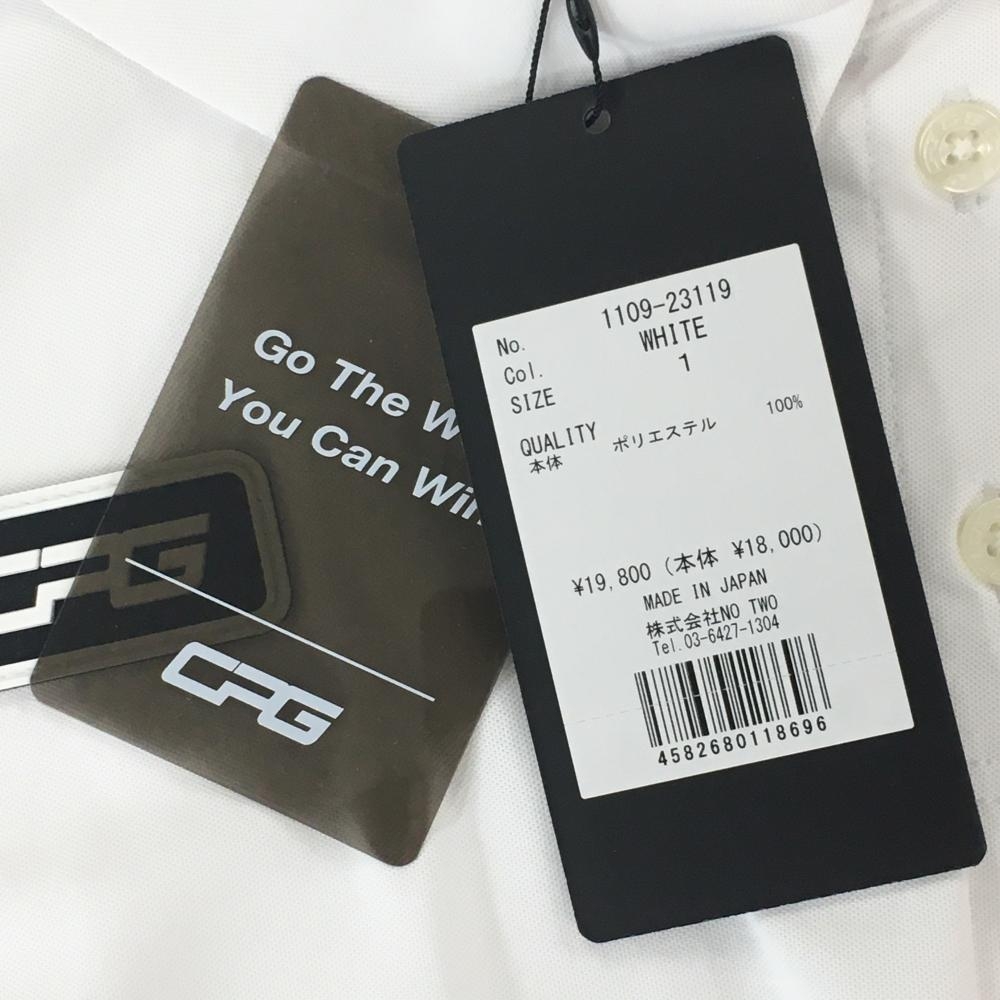 Go The W
You Can Win
CPG
CPG
No. 1109-23119
Col. WHITE
SIZE 1
QUALITY
本体 ポリエステル 100%
¥19,800 (本体 ¥18,000)
MADE IN JAPAN
株式会社NO TWO
Tel.03-6427-1304
4582680118696